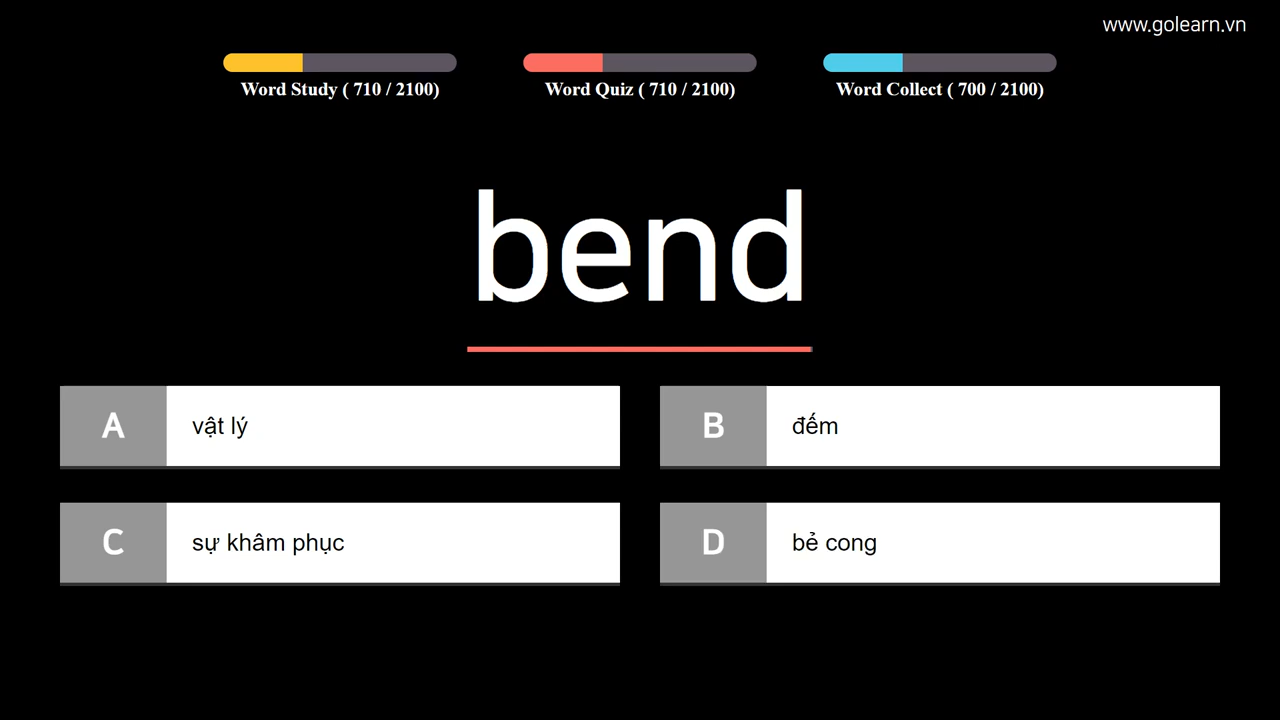 www.golearn.vn
Word Study ( 710 / 2100)
Word Quiz ( 710 / 2100)
Word Collect ( 700 / 2100)
bend
A vật lý
B đếm
C sự khâm phục
D bẻ cong